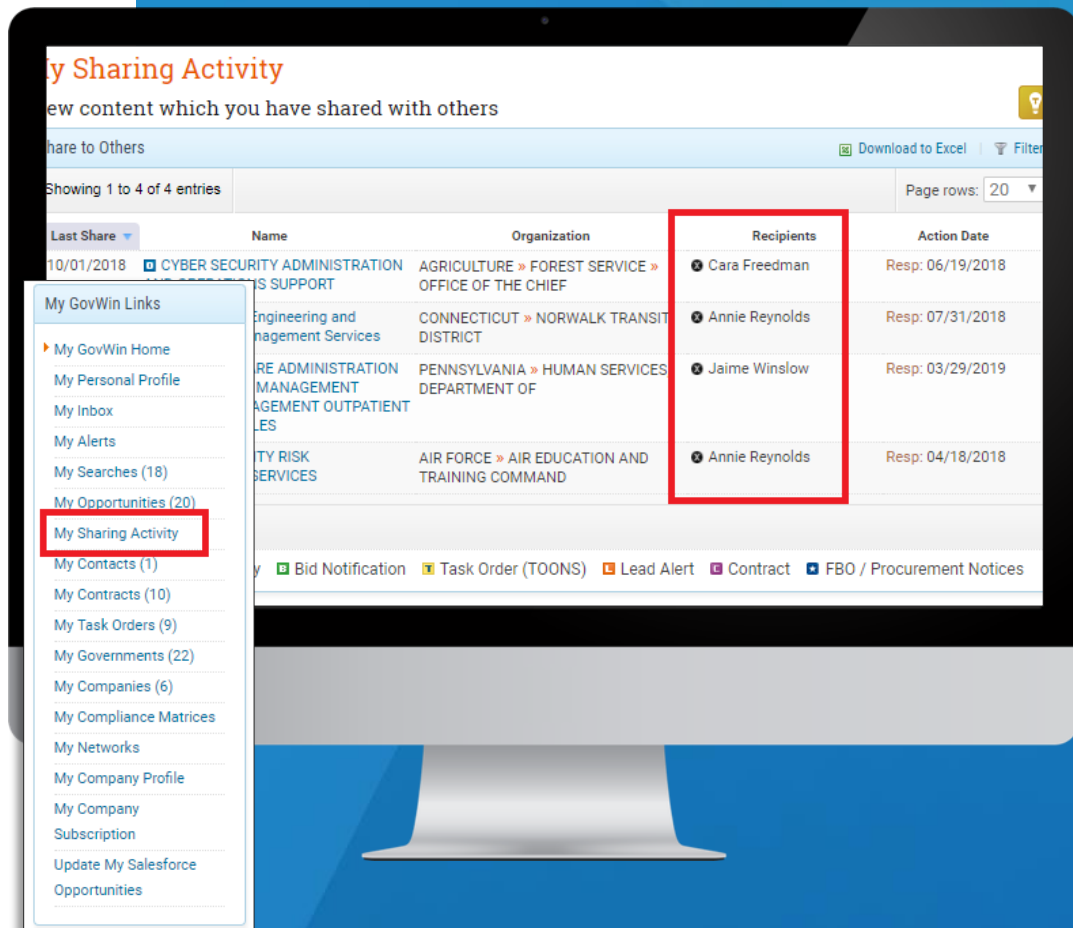 y Sharing Activity
ew content which you have shared with others
hare to Others
Download to Excel
Filter
Showing 1 to 4 of 4 entries
Page rows: 20
Last Share
Name
Organization
Recipients
Action Date
10/01/2018
CYBER SECURITY ADMINISTRATION
S SUPPORT
AGRICULTURE » FOREST SERVICE »
OFFICE OF THE CHIEF
Cara Freedman
Resp: 06/19/2018
Engineering and
nagement Services
CONNECTICUT » NORWALK TRANSIT
DISTRICT
Annie Reynolds
Resp: 07/31/2018
RE ADMINISTRATION
MANAGEMENT
AGEMENT OUTPATIENT
LES
PENNSYLVANIA » HUMAN SERVICES
DEPARTMENT OF
Jaime Winslow
Resp: 03/29/2019
ITY RISK
SERVICES
AIR FORCE » AIR EDUCATION AND
TRAINING COMMAND
Annie Reynolds
Resp: 04/18/2018
y
B Bid Notification
T Task Order (TOONS)
L Lead Alert
C Contract
FBO / Procurement Notices
My GovWin Links
My GovWin Home
My Personal Profile
My Inbox
My Alerts
My Searches (18)
My Opportunities (20)
My Sharing Activity
My Contacts (1)
My Contracts (10)
My Task Orders (9)
My Governments (22)
My Companies (6)
My Compliance Matrices
My Networks
My Company Profile
My Company
Subscription
Update My Salesforce
Opportunities